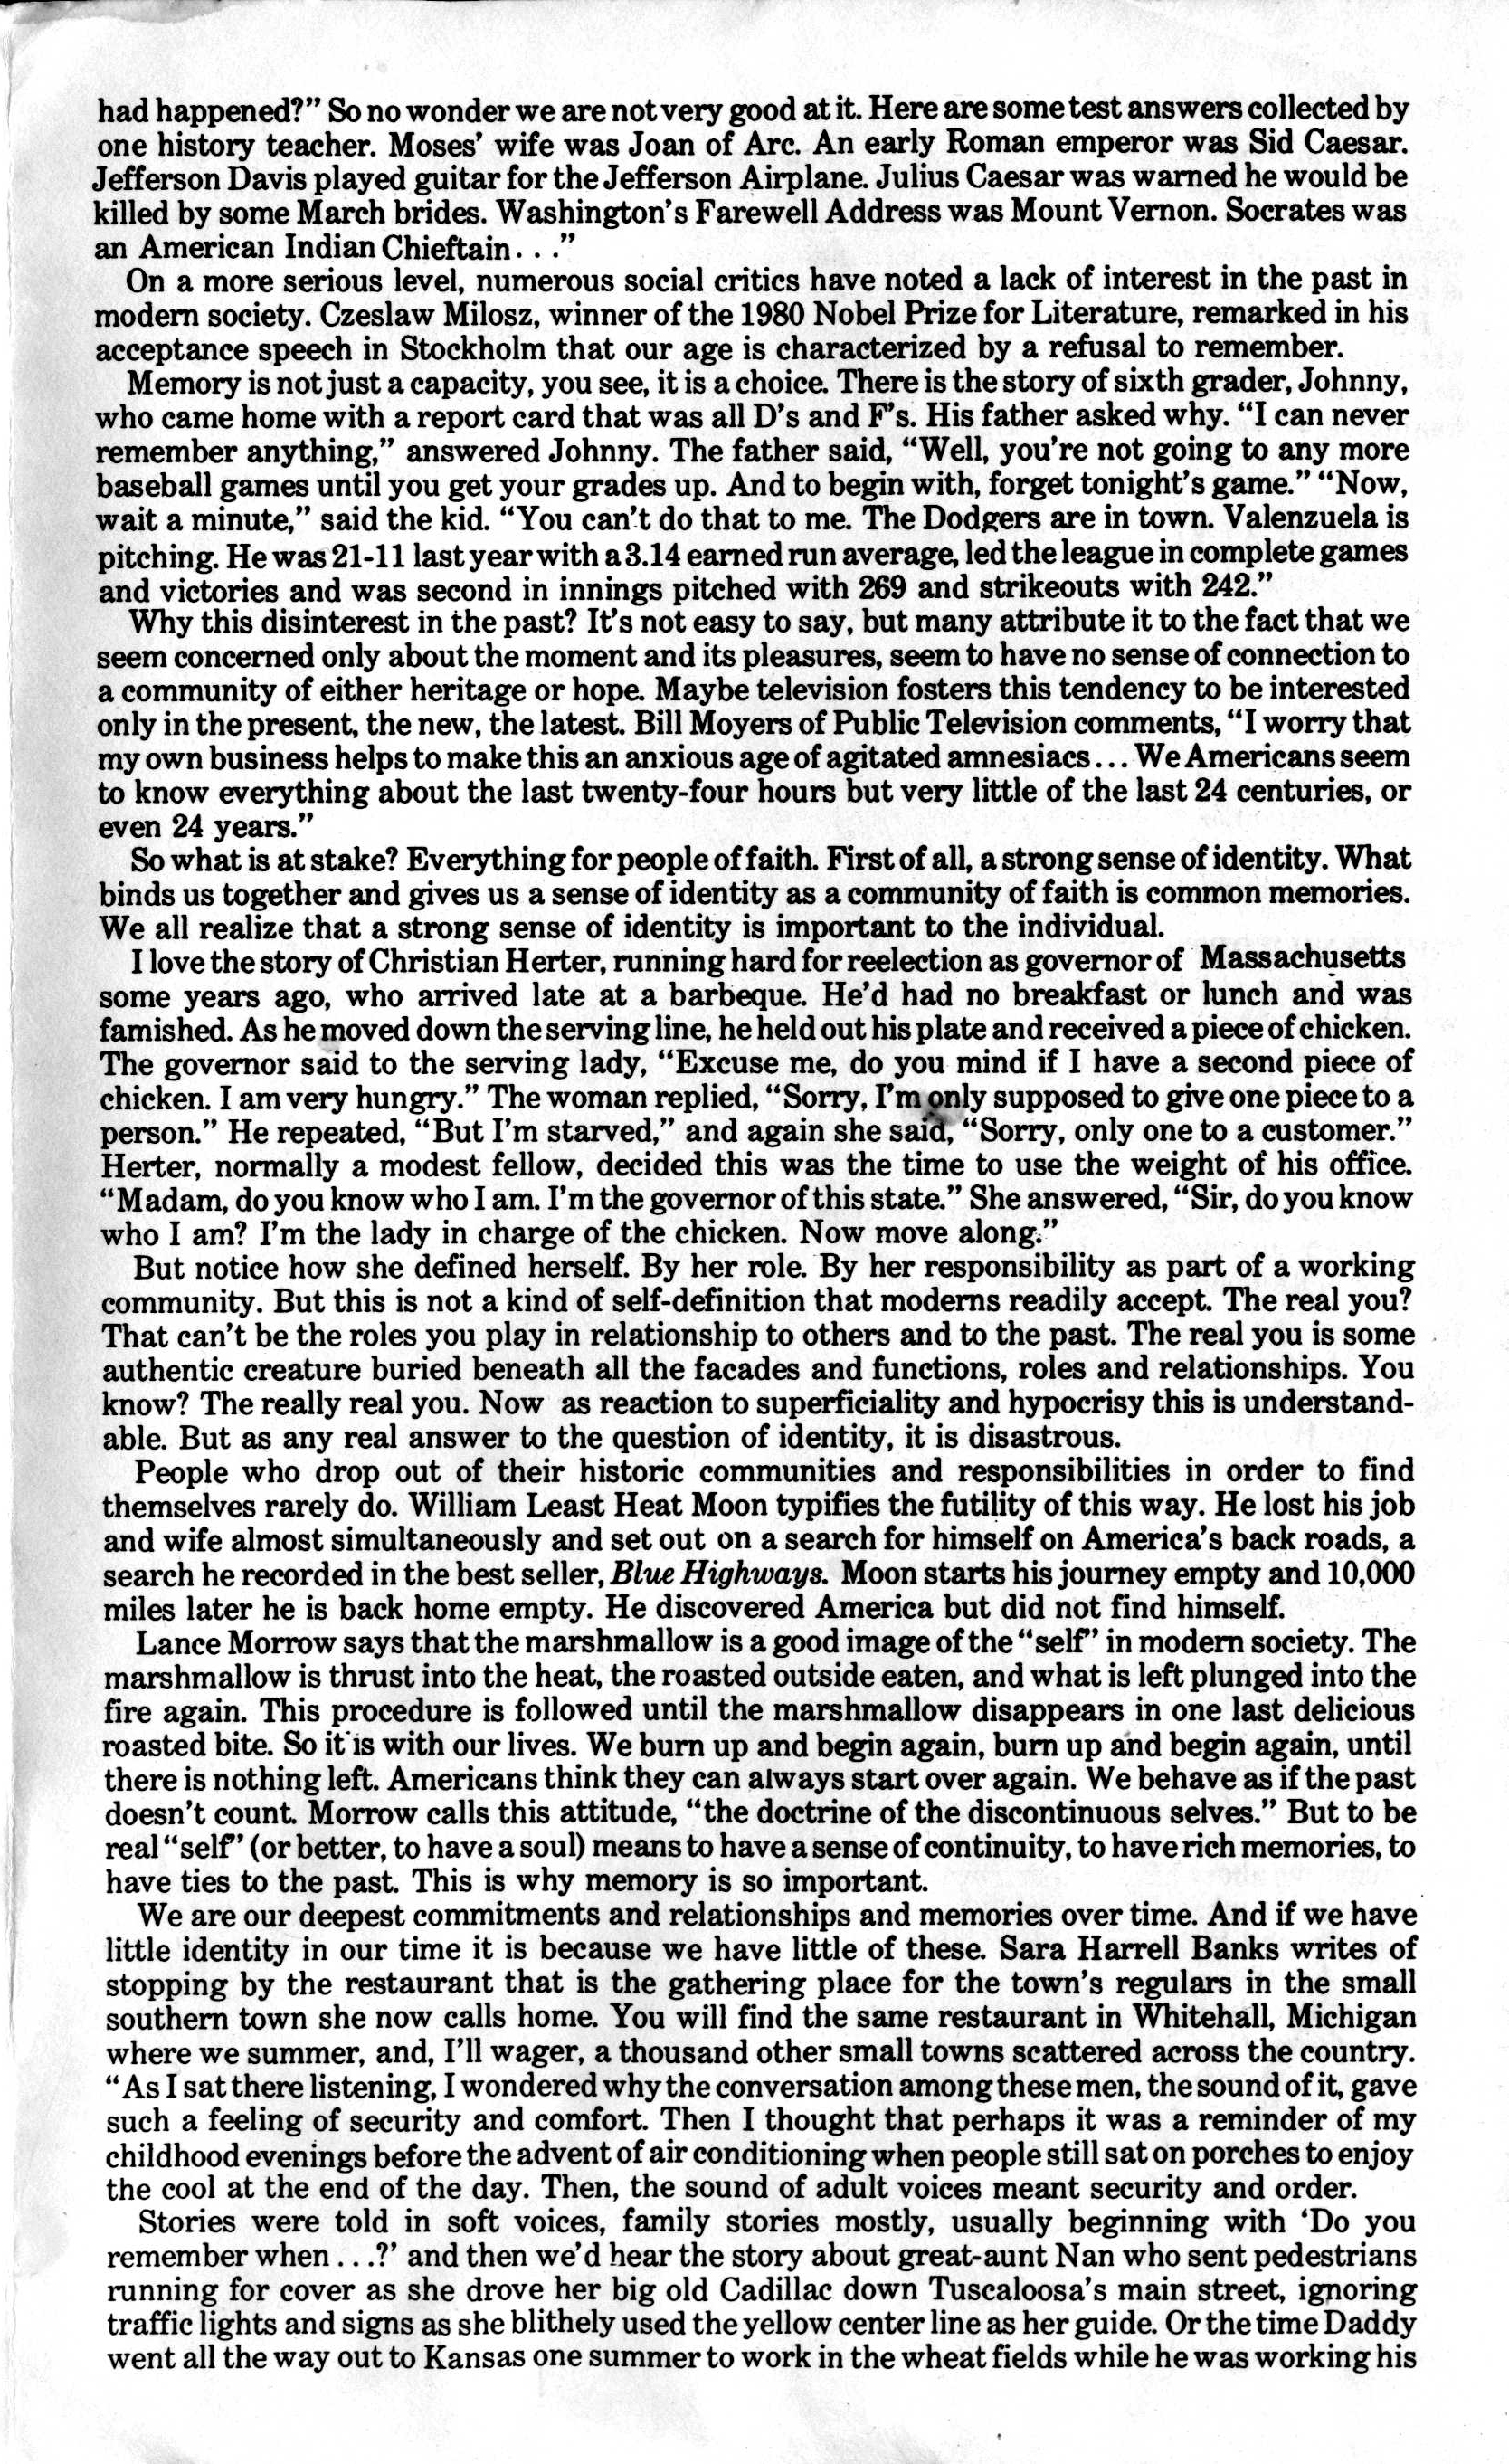 had happened?” So no wonder we are not very good at it. Here are some test answers collected by
one history teacher. Moses’ wife was Joan of Arc. An early Roman emperor was Sid Caesar.
Jefferson Davis played guitar for the Jefferson Airplane. Julius Caesar was warned he would be
killed by some March brides. Washington’s Farewell Address was Mount Vernon. Socrates was
an American Indian Chieftain . . .”
On a more serious level, numerous social critics have noted a lack of interest in the past in
modern society. Czeslaw Milosz, winner of the 1980 Nobel Prize for Literature, remarked in his
acceptance speech in Stockholm that our age is characterized by a refusal to remember.
Memory is not just a capacity, you see, it is a choice. There is the story of sixth grader, Johnny,
who came home with a report card that was all D’s and F’s. His father asked why. “I can never
remember anything,” answered Johnny. The father said, “Well, you’re not going to any more
baseball games until you get your grades up. And to begin with, forget tonight’s game.” “Now,
wait a minute,” said the kid. “You can’t do that to me. The Dodgers are in town. Valenzuela is
pitching. He was 21-11 last year with a 3.14 earned run average, led the league in complete games
and victories and was second in innings pitched with 269 and strikeouts with 242.”
Why this disinterest in the past? It’s not easy to say, but many attribute it to the fact that we
seem concerned only about the moment and its pleasures, seem to have no sense of connection to
a community of either heritage or hope. Maybe television fosters this tendency to be interested
only in the present, the new, the latest. Bill Moyers of Public Television comments, “I worry that
my own business helps to make this an anxious age of agitated amnesiacs . . . We Americans seem
to know everything about the last twenty-four hours but very little of the last 24 centuries, or
even 24 years.”
So what is at stake? Everything for people of faith. First of all, a strong sense of identity. What
binds us together and gives us a sense of identity as a community of faith is common memories.
We all realize that a strong sense of identity is important to the individual.
I love the story of Christian Herter, running hard for reelection as governor of Massachusetts
some years ago, who arrived late at a barbeque. He’d had no breakfast or lunch and was
famished. As he moved down the serving line, he held out his plate and received a piece of chicken.
The governor said to the serving lady, “Excuse me, do you mind if I have a second piece of
chicken. I am very hungry.” The woman replied, “Sorry, I’m only supposed to give one piece to a
person.” He repeated, “But I’m starved,” and again she said, “Sorry, only one to a customer.”
Herter, normally a modest fellow, decided this was the time to use the weight of his office.
“Madam, do you know who I am. I’m the governor of this state.” She answered, “Sir, do you know
who I am? I’m the lady in charge of the chicken. Now move along.”
But notice how she defined herself. By her role. By her responsibility as part of a working
community. But this is not a kind of self-definition that moderns readily accept. The real you?
That can’t be the roles you play in relationship to others and to the past. The real you is some
authentic creature buried beneath all the facades and functions, roles and relationships. You
know? The really real you. Now as reaction to superficiality and hypocrisy this is understand-
able. But as any real answer to the question of identity, it is disastrous.
People who drop out of their historic communities and responsibilities in order to find
themselves rarely do. William Least Heat Moon typifies the futility of this way. He lost his job
and wife almost simultaneously and set out on a search for himself on America’s back roads, a
search he recorded in the best seller, Blue Highways. Moon starts his journey empty and 10,000
miles later he is back home empty. He discovered America but did not find himself.
Lance Morrow says that the marshmallow is a good image of the “self” in modern society. The
marshmallow is thrust into the heat, the roasted outside eaten, and what is left plunged into the
fire again. This procedure is followed until the marshmallow disappears in one last delicious
roasted bite. So it is with our lives. We burn up and begin again, burn up and begin again, until
there is nothing left. Americans think they can always start over again. We behave as if the past
doesn’t count. Morrow calls this attitude, “the doctrine of the discontinuous selves.” But to be
real “self” (or better, to have a soul) means to have a sense of continuity, to have rich memories, to
have ties to the past. This is why memory is so important.
We are our deepest commitments and relationships and memories over time. And if we have
little identity in our time it is because we have little of these. Sara Harrell Banks writes of
stopping by the restaurant that is the gathering place for the town’s regulars in the small
southern town she now calls home. You will find the same restaurant in Whitehall, Michigan
where we summer, and, I’ll wager, a thousand other small towns scattered across the country.
“As I sat there listening, I wondered why the conversation among these men, the sound of it, gave
such a feeling of security and comfort. Then I thought that perhaps it was a reminder of my
childhood evenings before the advent of air conditioning when people still sat on porches to enjoy
the cool at the end of the day. Then, the sound of adult voices meant security and order.
Stories were told in soft voices, family stories mostly, usually beginning with ‘Do you
remember when . . .?’ and then we’d hear the story about great-aunt Nan who sent pedestrians
running for cover as she drove her big old Cadillac down Tuscaloosa’s main street, ignoring
traffic lights and signs as she blithely used the yellow center line as her guide. Or the time Daddy
went all the way out to Kansas one summer to work in the wheat fields while he was working his